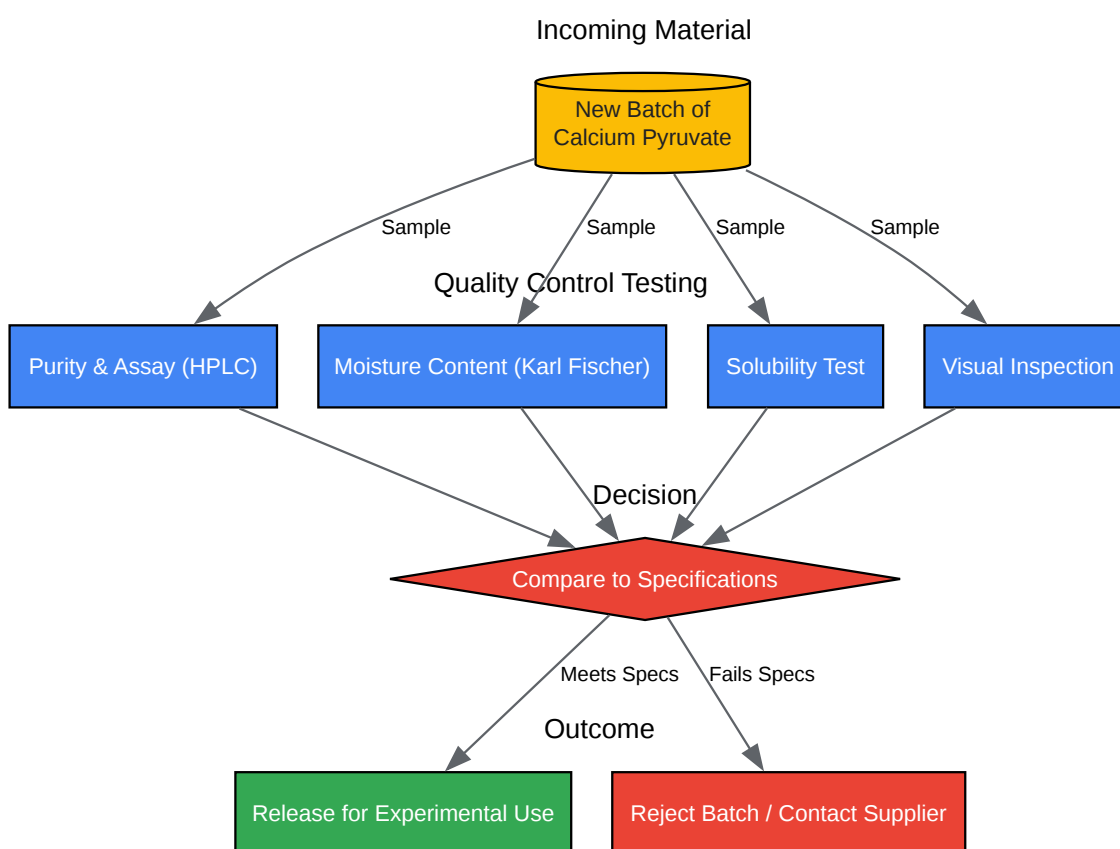 Incoming Material
New Batch of
Calcium Pyruvate
Sample
Sample
Sample
Sample
Quality Control Testing
Purity & Assay (HPLC)
Moisture Content (Karl Fischer)
Solubility Test
Visual Inspection
Decision
Compare to Specifications
Meets Specs
Fails Specs
Outcome
Release for Experimental Use
Reject Batch / Contact Supplier